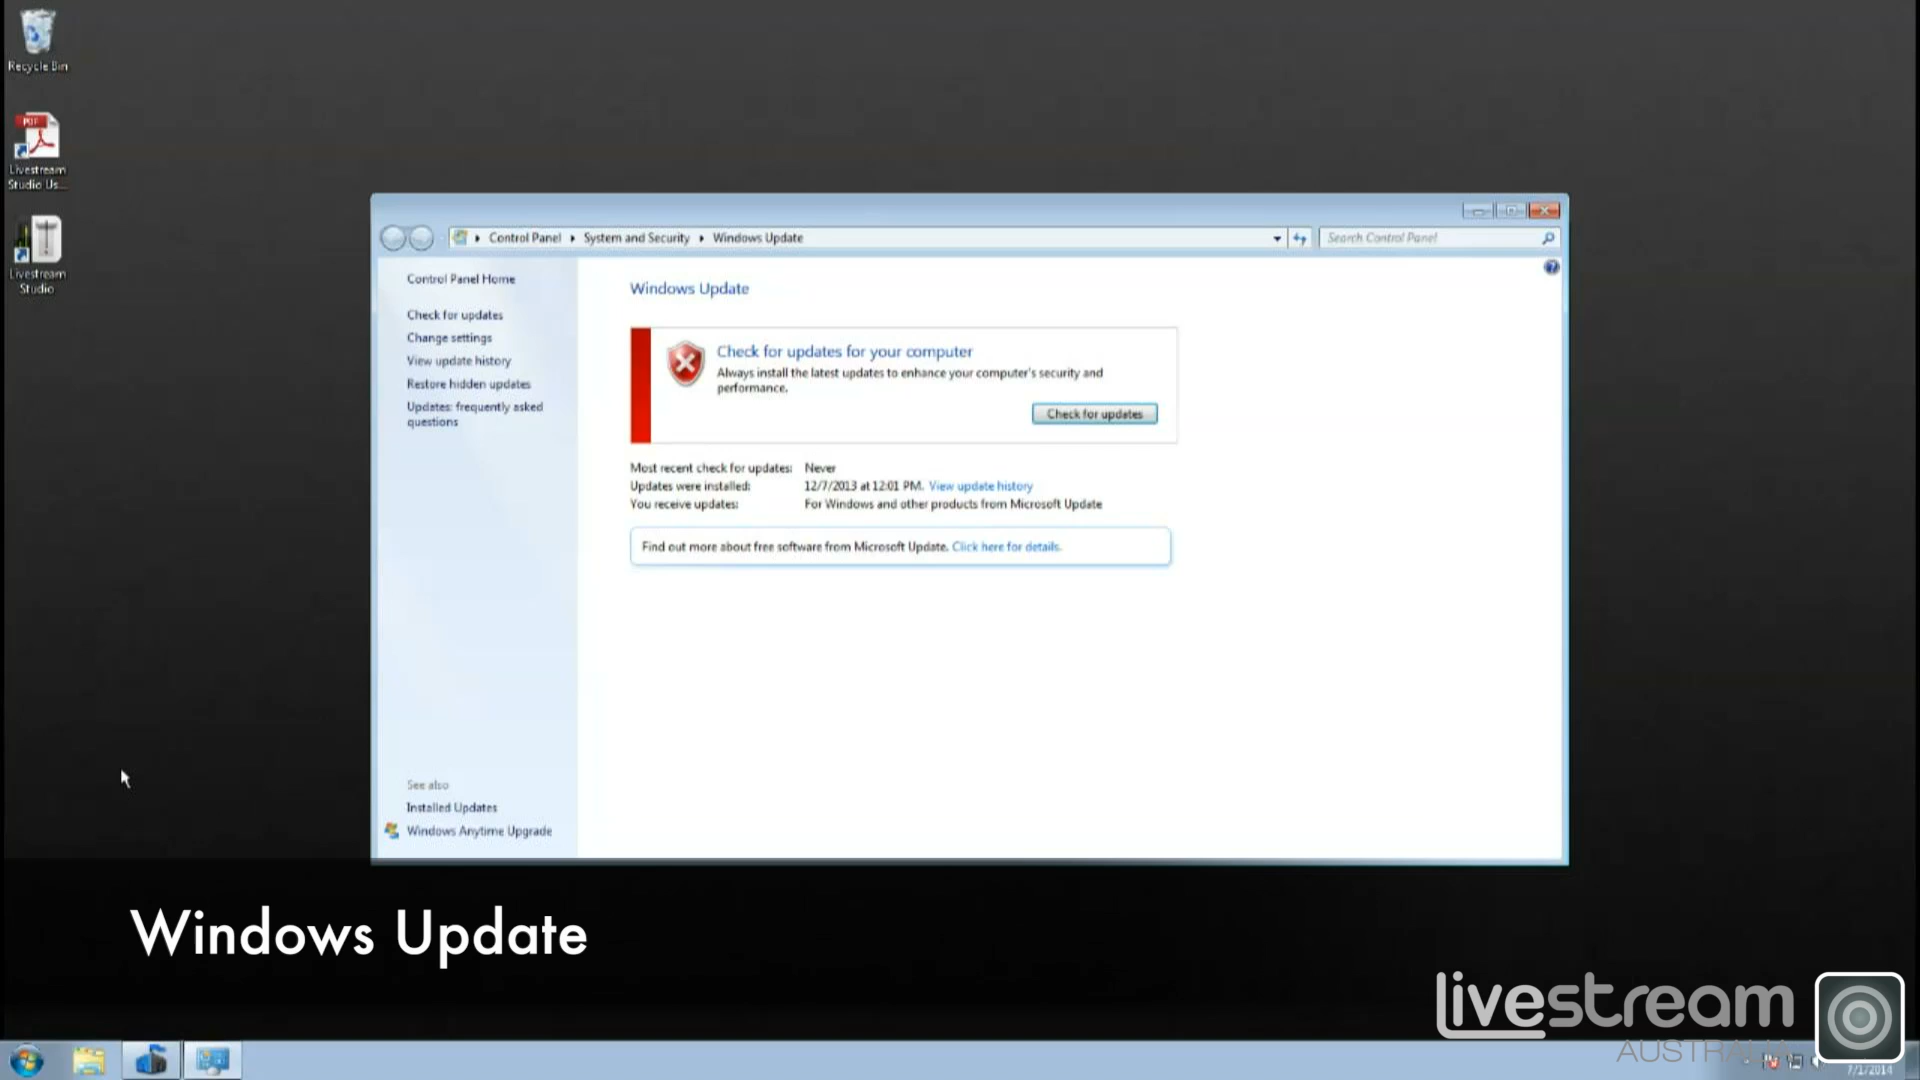 Recycle Bin
PDF
Livestream
Studio Us...
Livestream
Studio
Control Panel
System and Security
Windows Update
Search Control Panel
Control Panel Home
Check for updates
Change settings
View update history
Restore hidden updates
Updates: frequently asked
questions
See also
Installed Updates
Windows Anytime Upgrade
Windows Update
Check for updates for your computer
Always install the latest updates to enhance your computer's security and
performance.
Check for updates
Most recent check for updates: Never
Updates were installed: 12/7/2013 at 12:01 PM. View update history
You receive updates: For Windows and other products from Microsoft Update
Find out more about free software from Microsoft Update. Click here for details.
Windows Update
livestream
AUSTRALIA
7/1/2014